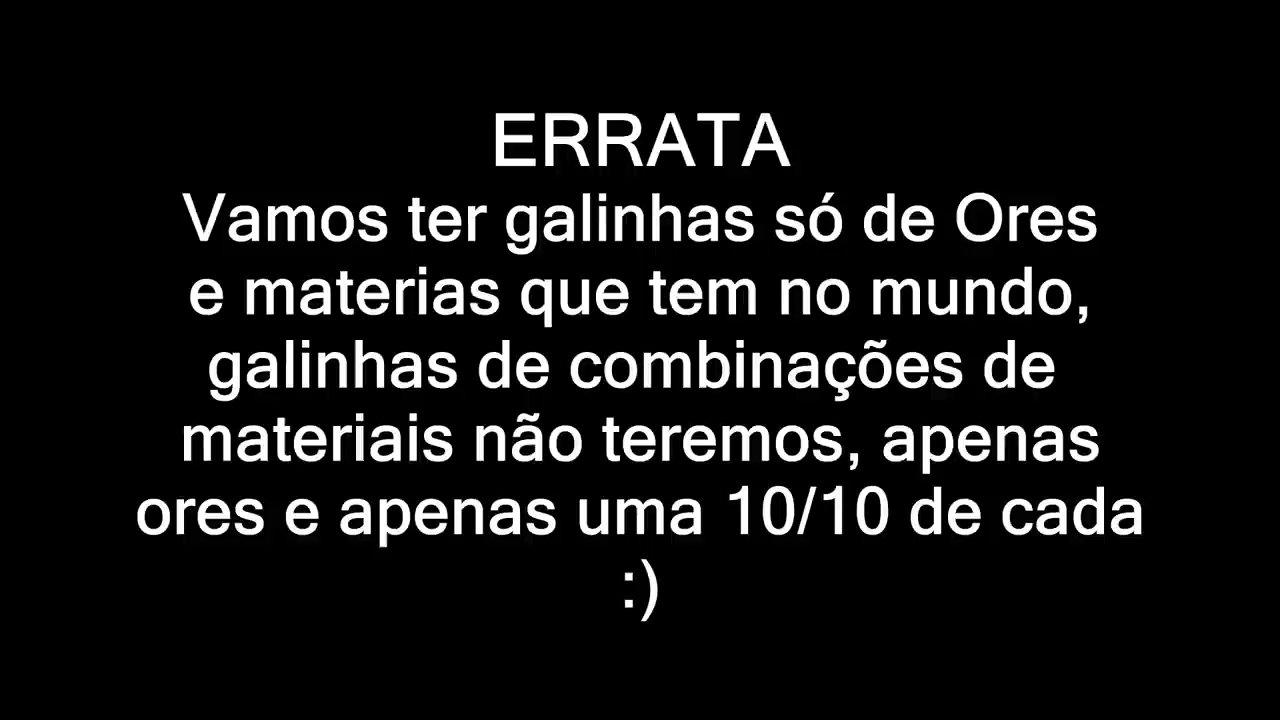 ERRATA
Vamos ter galinhas só de Ores
e materias que tem no mundo,
galinhas de combinações de
materiais não teremos, apenas
ores e apenas uma 10/10 de cada
:)